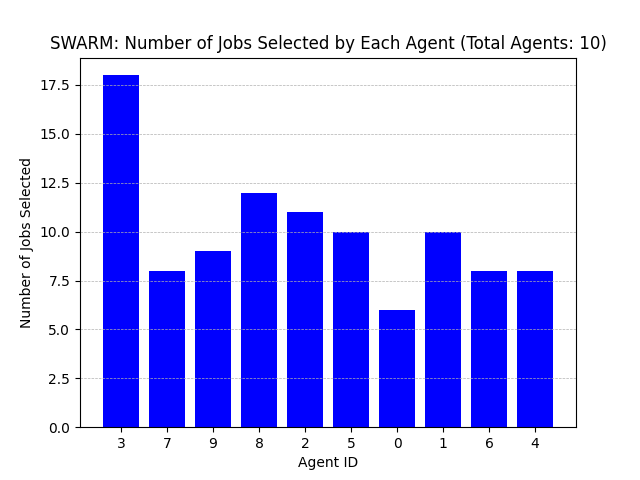 SWARM: Number of Jobs Selected by Each Agent (Total Agents: 10)
17.5
15.0
12.5
10.0
7.5
5.0
2.5
0.0
Number of Jobs Selected
3 7 9 8 2 5 0 1 6 4
Agent ID